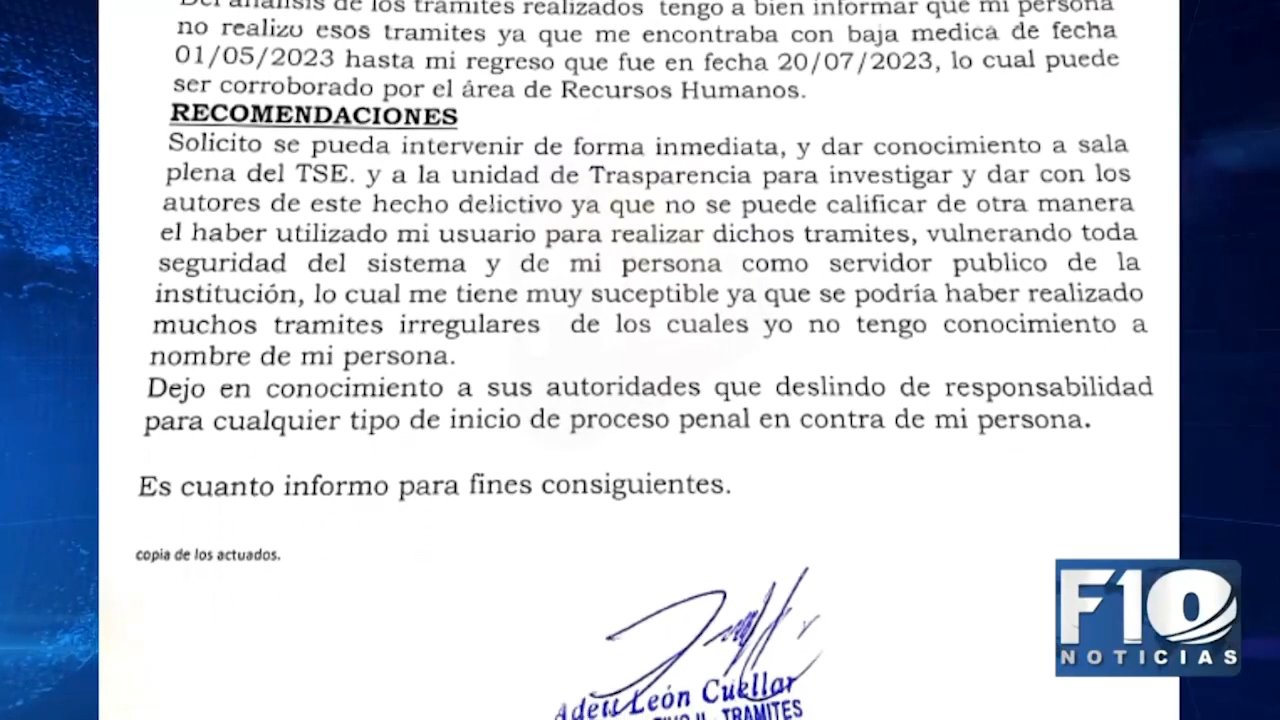 Del análisis de los tramites realizados tengo a bien informar que mi persona
no realizo esos tramites ya que me encontraba con baja medica de fecha
01/05/2023 hasta mi regreso que fue en fecha 20/07/2023, lo cual puede
ser corroborado por el área de Recursos Humanos.
RECOMENDACIONES
Solicito se pueda intervenir de forma inmediata, y dar conocimiento a sala
plena del TSE. y a la unidad de Trasparencia para investigar y dar con los
autores de este hecho delictivo ya que no se puede calificar de otra manera
el haber utilizado mi usuario para realizar dichos tramites, vulnerando toda
seguridad del sistema y de mi persona como servidor publico de la
institución, lo cual me tiene muy suceptible ya que se podría haber realizado
muchos tramites irregulares de los cuales yo no tengo conocimiento a
nombre de mi persona.
Dejo en conocimiento a sus autoridades que deslindo de responsabilidad
para cualquier tipo de inicio de proceso penal en contra de mi persona.
Es cuanto informo para fines consiguientes.
copia de los actuados.
León Cuellar
II - TRAMITES
F10
NOTICIAS